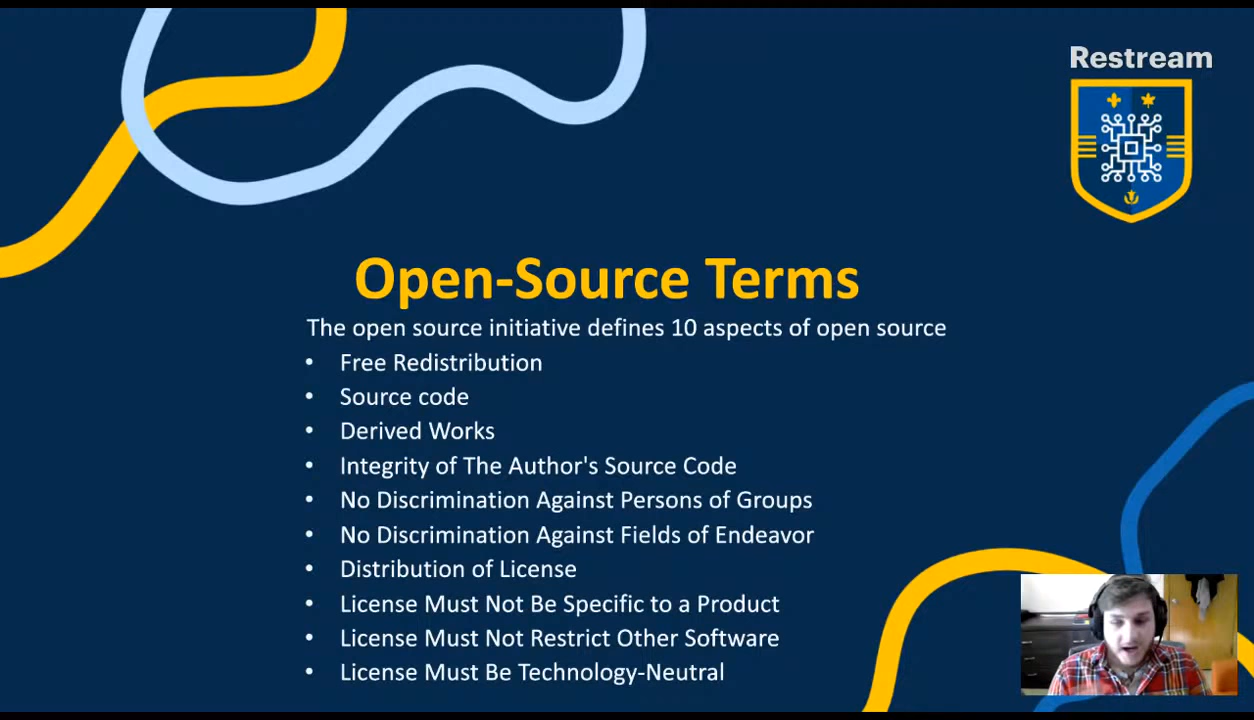 Restream
Open-Source Terms
The open source initiative defines 10 aspects of open source
• Free Redistribution
• Source code
• Derived Works
• Integrity of The Author's Source Code
• No Discrimination Against Persons of Groups
• No Discrimination Against Fields of Endeavor
• Distribution of License
• License Must Not Be Specific to a Product
• License Must Not Restrict Other Software
• License Must Be Technology-Neutral